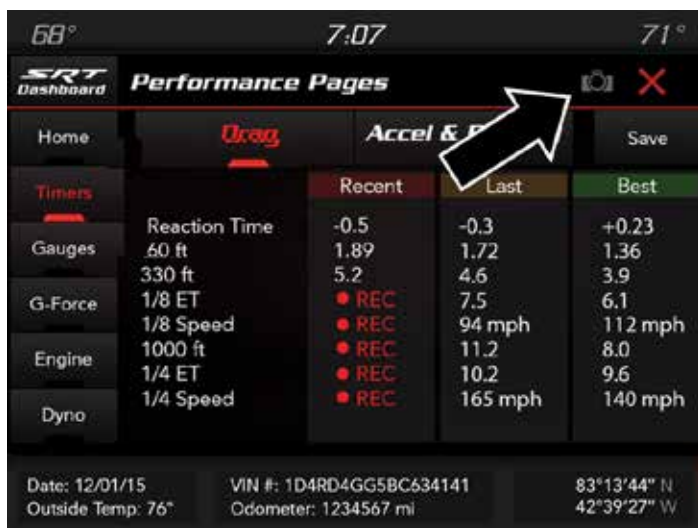 68° 7:07 71°
SRT Dashboard Performance Pages
Home Drag Accel & Save
Timers Recent Last Best
Reaction Time -0.5 -0.3 +0.23
Gauges 60 ft 1.89 1.72 1.36
330 ft 5.2 4.6 3.9
G-Force 1/8 ET REC 7.5 6.1
1/8 Speed REC 94 mph 112 mph
Engine 1000 ft REC 11.2 8.0
1/4 ET REC 10.2 9.6
Dyno 1/4 Speed REC 165 mph 140 mph
Date: 12/01/15 VIN #: 1D4RD4GG5BC634141 83°13'44" N
Outside Temp: 76° Odometer: 1234567 mi 42°39'27" W